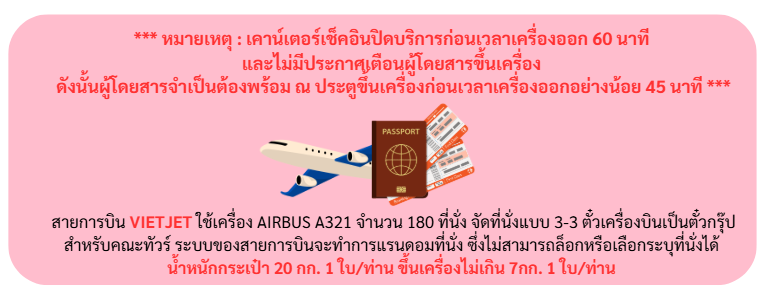 *** หมายเหตุ : เคาน์เตอร์เช็คอินปิดบริการก่อนเวลาเครื่องออก 60 นาที
และไม่มีประกาศเตือนผู้โดยสารขึ้นเครื่อง
ดังนั้นผู้โดยสารจำเป็นต้องพร้อม ณ ประตูขึ้นเครื่องก่อนเวลาเครื่องออกอย่างน้อย 45 นาที ***
PASSPORT
สายการบิน VIETJET ใช้เครื่อง AIRBUS A321 จำนวน 180 ที่นั่ง จัดที่นั่งแบบ 3-3 ตั๋วเครื่องบินเป็นตั๋วกรุ๊ป
สำหรับคณะทัวร์ ระบบของสายการบินจะทำการแรนดอมที่นั่ง ซึ่งไม่สามารถล็อกหรือเลือกระบุที่นั่งได้
น้ำหนักกระเป๋า 20 กก. 1 ใบ/ท่าน ขึ้นเครื่องไม่เกิน 7กก. 1 ใบ/ท่าน